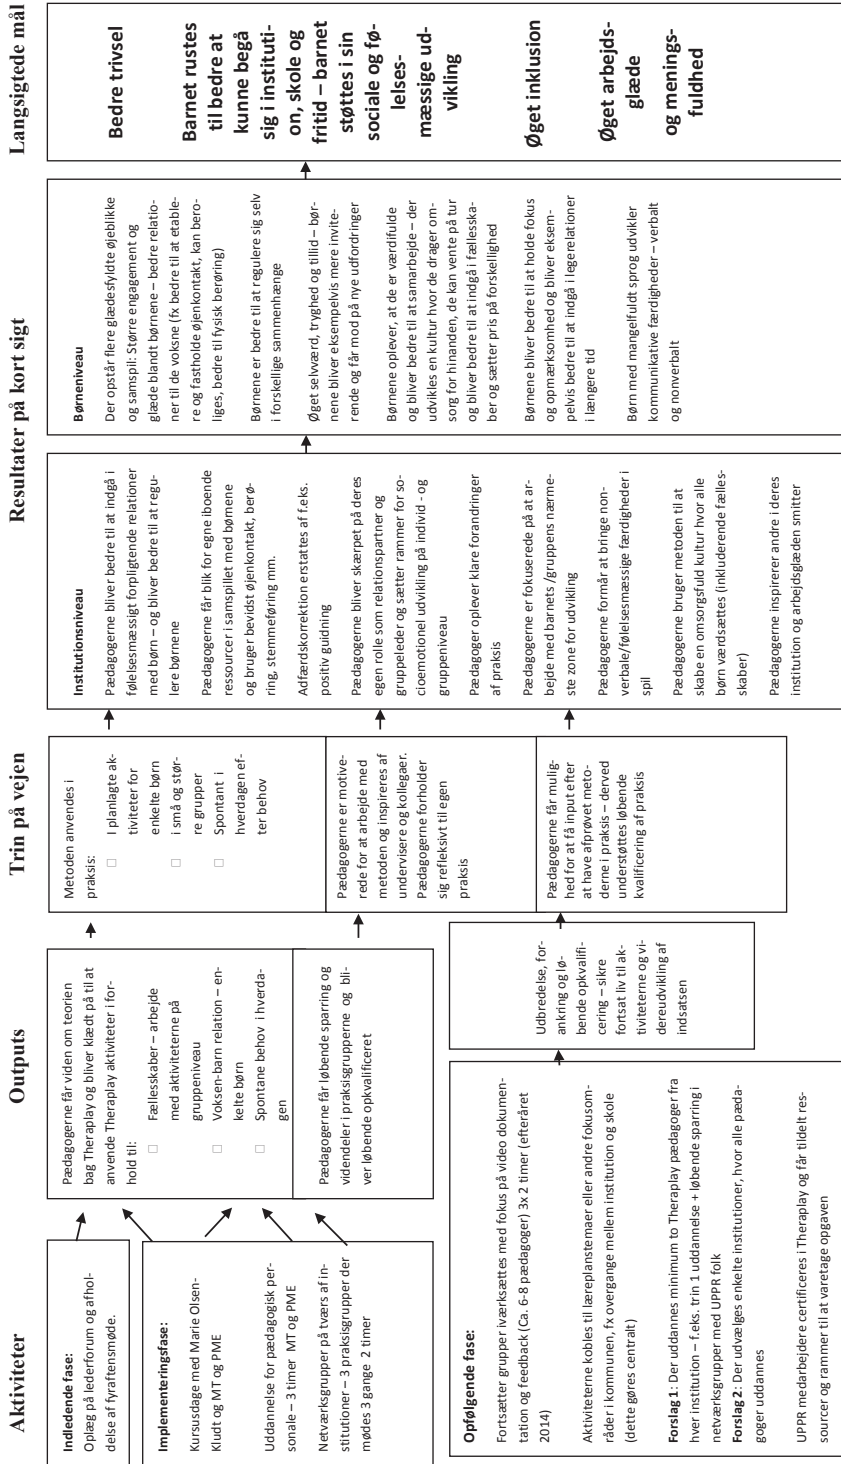 Aktiviteter
Indledende fase:
Oplæg på lederforum og afhol-
delse af fyraftensmøde.
Implementeringsfase:
Kursusdage med Marie Olsen-
Kludt og MT og PME
Uddannelse for pædagogisk per-
sonale – 3 timer MT og PME
Netværksgrupper på tværs af in-
stitutioner – 3 praksisgrupper der
mødes 3 gange 2 timer
Opfølgende fase:
Fortsætter grupper iværksættes med fokus på video dokumen-
tation og feedback (Ca. 6-8 pædagoger) 3x 2 timer (efteråret
2014)
Aktiviteterne kobles til læreplanstemaer eller andre fokusom-
råder i kommunen, fx overgange mellem institution og skole
(dette gøres centralt)
Forslag 1: Der uddannes minimum to Theraplay pædagoger fra
hver institution – f.eks. trin 1 uddannelse + løbende sparring i
netværksgrupper med UPPR folk
Forslag 2: Der udvælges enkelte institutioner, hvor alle pæda-
goger uddannes
UPPR medarbejdere certificeres i Theraplay og får tildelt res-
sourcer og rammer til at varetage opgaven
Outputs
Pædagogerne får viden om teorien
bag Theraplay og bliver klædt på til at
anvende Theraplay aktiviteter i for-
hold til:
□ Fællesskaber – arbejde
med aktiviteterne på
gruppeniveau
□ Voksen-barn relation – en-
kelte børn
□ Spontane behov i hverda-
gen
Pædagogerne får løbende sparring og
videndeler i praksisgrupperne og bli-
ver løbende opkvalificeret
Udbredelse, for-
ankring og lø-
bende opkvalifi-
cering – sikre
fortsat liv til ak-
tiviteterne og vi-
dereudvikling af
indsatsen
Trin på vejen
Metoden anvendes i
praksis:
□ I planlagte ak-
tiviteter for
enkelte børn
□ i små og stør-
re grupper
□ Spontant i
hverdagen ef-
ter behov
Pædagogerne er motive-
rede for at arbejde med
metoden og inspireres af
undervisere og kollegaer.
Pædagogerne forholder
sig refleksivt til egen
praksis
Pædagogerne får mulig-
hed for at få input efter
at have afprøvet meto-
derne i praksis – derved
understøttes løbende
kvalificering af praksis
Resultater på kort sigt
Institutionsniveau
Pædagogerne bliver bedre til at indgå i
følelsesmæssigt forpligtende relationer
med børn – og bliver bedre til at regu-
lere børnene
Pædagogerne får blik for egne iboende
ressourcer i samspillet med børnene
og bruger bevidst øjenkontakt, berø-
ring, stemmeføring mm.
Adfærdskorrektion erstattes af f.eks.
positiv guidning
Pædagogerne bliver skærpet på deres
egen rolle som relationspartner og
gruppeleder og sætter rammer for so-
cioemotionel udvikling på individ - og
gruppeniveau
Pædagoger oplever klare forandringer
af praksis
Pædagogerne er fokuserede på at ar-
bejde med barnets /gruppens nærme-
ste zone for udvikling
Pædagogerne formår at bringe non-
verbale/følelsesmæssige færdigheder i
spil
Pædagogerne bruger metoden til at
skabe en omsorgsfuld kultur hvor alle
børn værdsættes (inkluderende fælles-
skaber)
Pædagogerne inspirerer andre i deres
institution og arbejdsglæden smitter
Børneniveau
Der opstår flere glædesfyldte øjeblikke
og samspil: Større engagement og
glæde blandt børnene – bedre relatio-
ner til de voksne (fx bedre til at etable-
re og fastholde øjenkontakt, kan bero-
liges, bedre til fysisk berøring)
Børnene er bedre til at regulere sig selv
i forskellige sammenhænge
Øget selvværd, tryghed og tillid – bør-
nene bliver eksempelvis mere invite-
rende og får mod på nye udfordringer
Børnene oplever, at de er værdifulde
og bliver bedre til at samarbejde – der
udvikles en kultur hvor de drager om-
sorg for hinanden, de kan vente på tur
og bliver bedre til at indgå i fællesska-
ber og sætter pris på forskellighed
Børnene bliver bedre til at holde fokus
og opmærksomhed og bliver eksem-
pelvis bedre til at indgå i legerelationer
i længere tid
Børn med mangelfuldt sprog udvikler
kommunikative færdigheder – verbalt
og nonverbalt
Langsigtede mål
Bedre trivsel
Barnet rustes
til bedre at
kunne begå
sig i instituti-
on, skole og
fritid – barnet
støttes i sin
sociale og fø-
lelses-
mæssige ud-
vikling
Øget inklusion
Øget arbejds-
glæde
og menings-
fuldhed